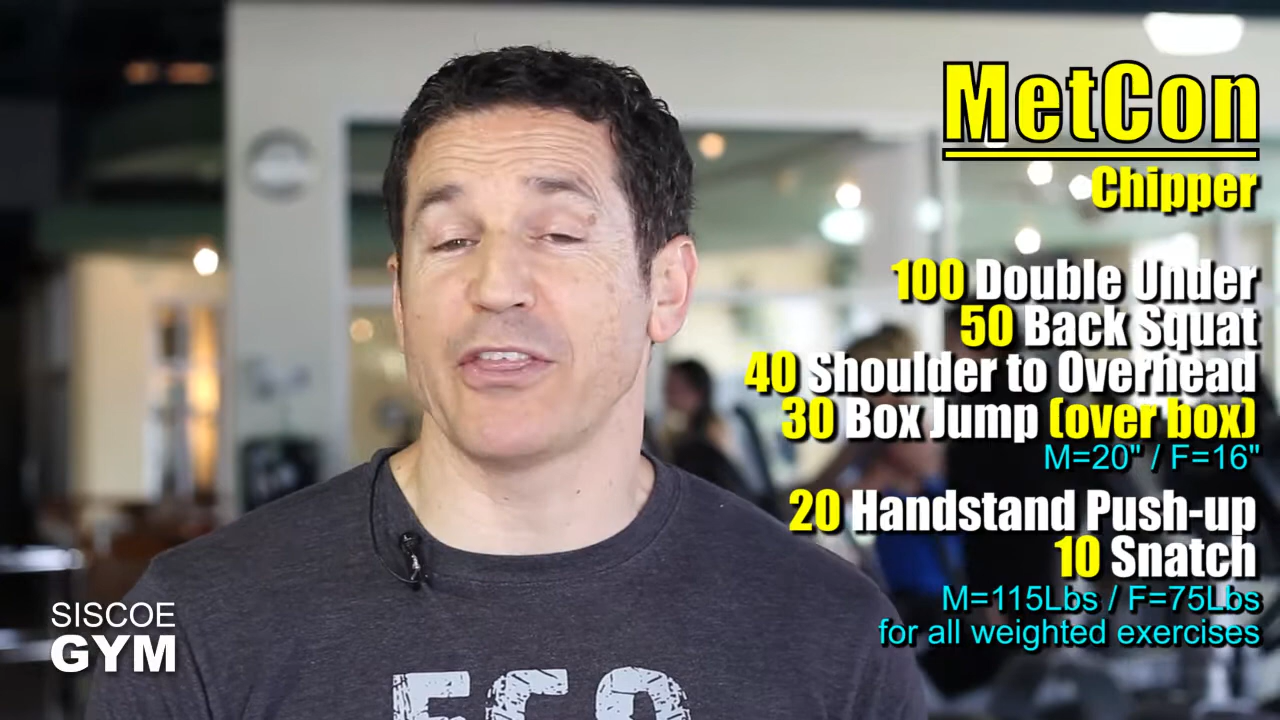 MetCon
Chipper
100 Double Under
50 Back Squat
40 Shoulder to Overhead
30 Box Jump (over box)
M=20" / F=16"
20 Handstand Push-up
10 Snatch
M=115Lbs / F=75Lbs
for all weighted exercises
SISCOE
GYM